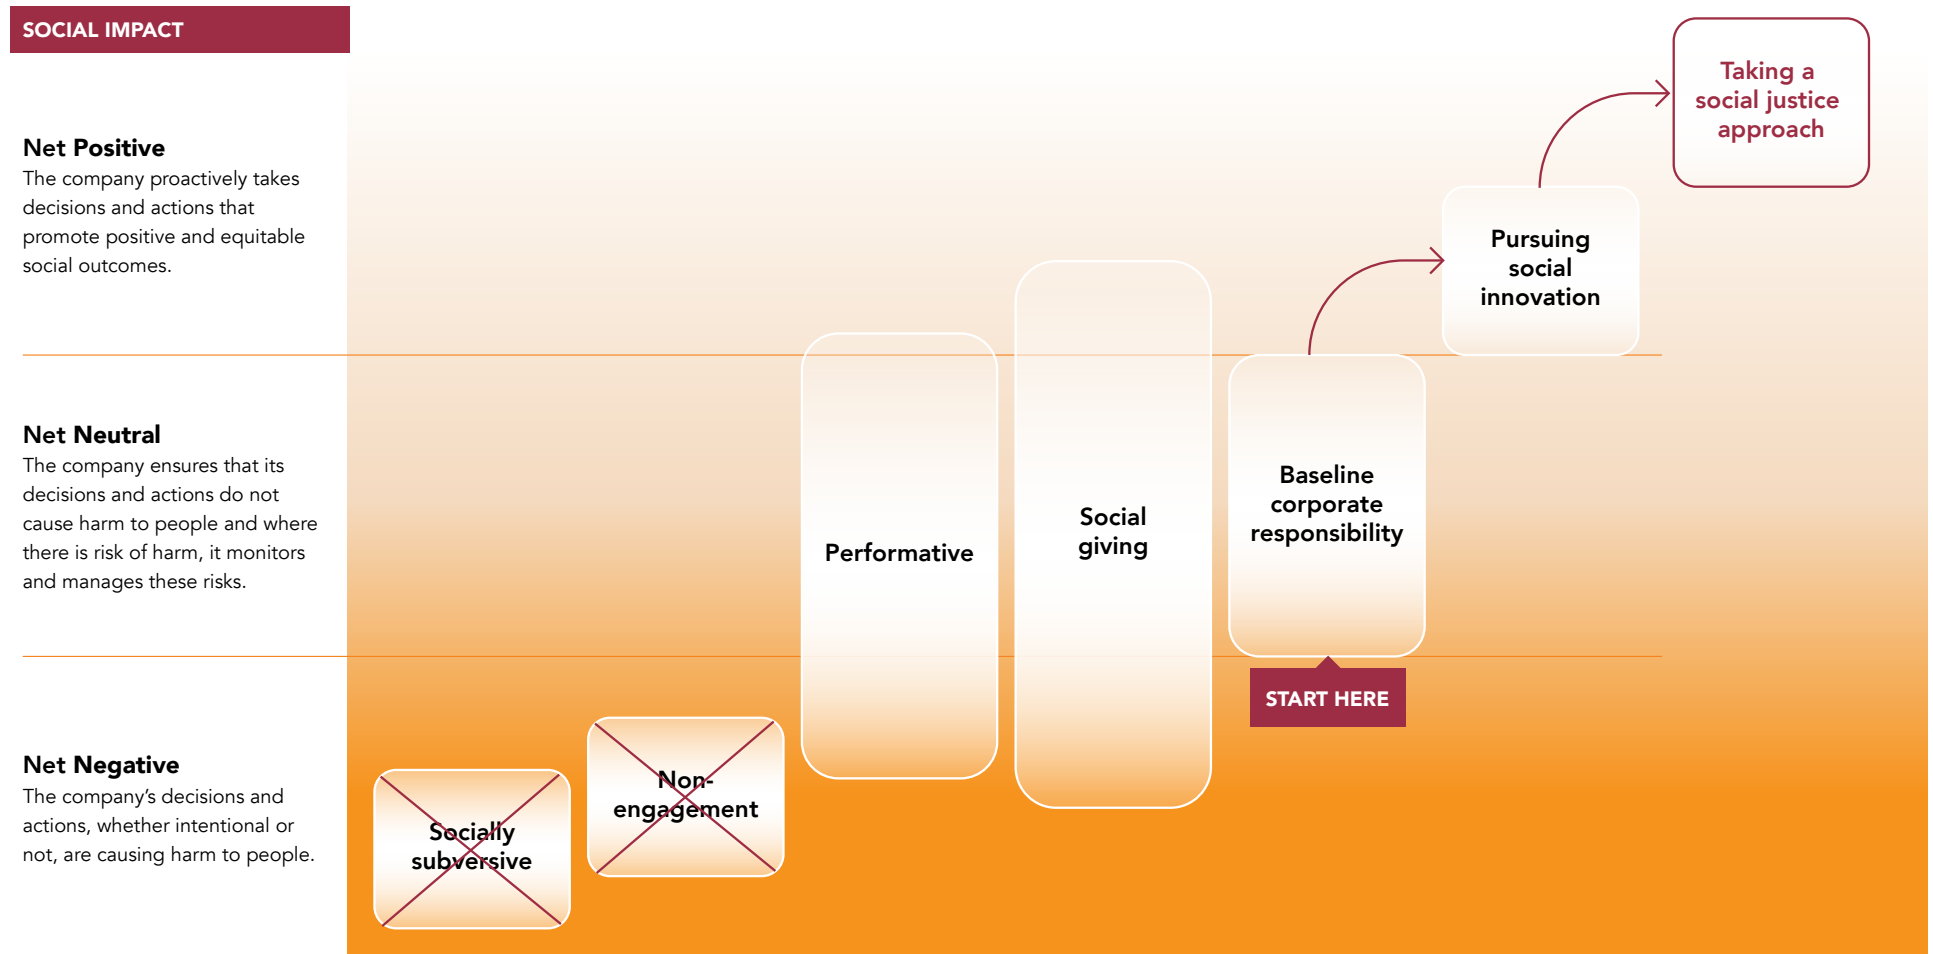 SOCIAL IMPACT
Net Positive
The company proactively takes
decisions and actions that
promote positive and equitable
social outcomes.
Net Neutral
The company ensures that its
decisions and actions do not
cause harm to people and where
there is risk of harm, it monitors
and manages these risks.
Net Negative
The company’s decisions and
actions, whether intentional or
not, are causing harm to people.
Socially
subversive
Non-
engagement
Performative
Social
giving
Baseline
corporate
responsibility
START HERE
Pursuing
social
innovation
Taking a
social justice
approach